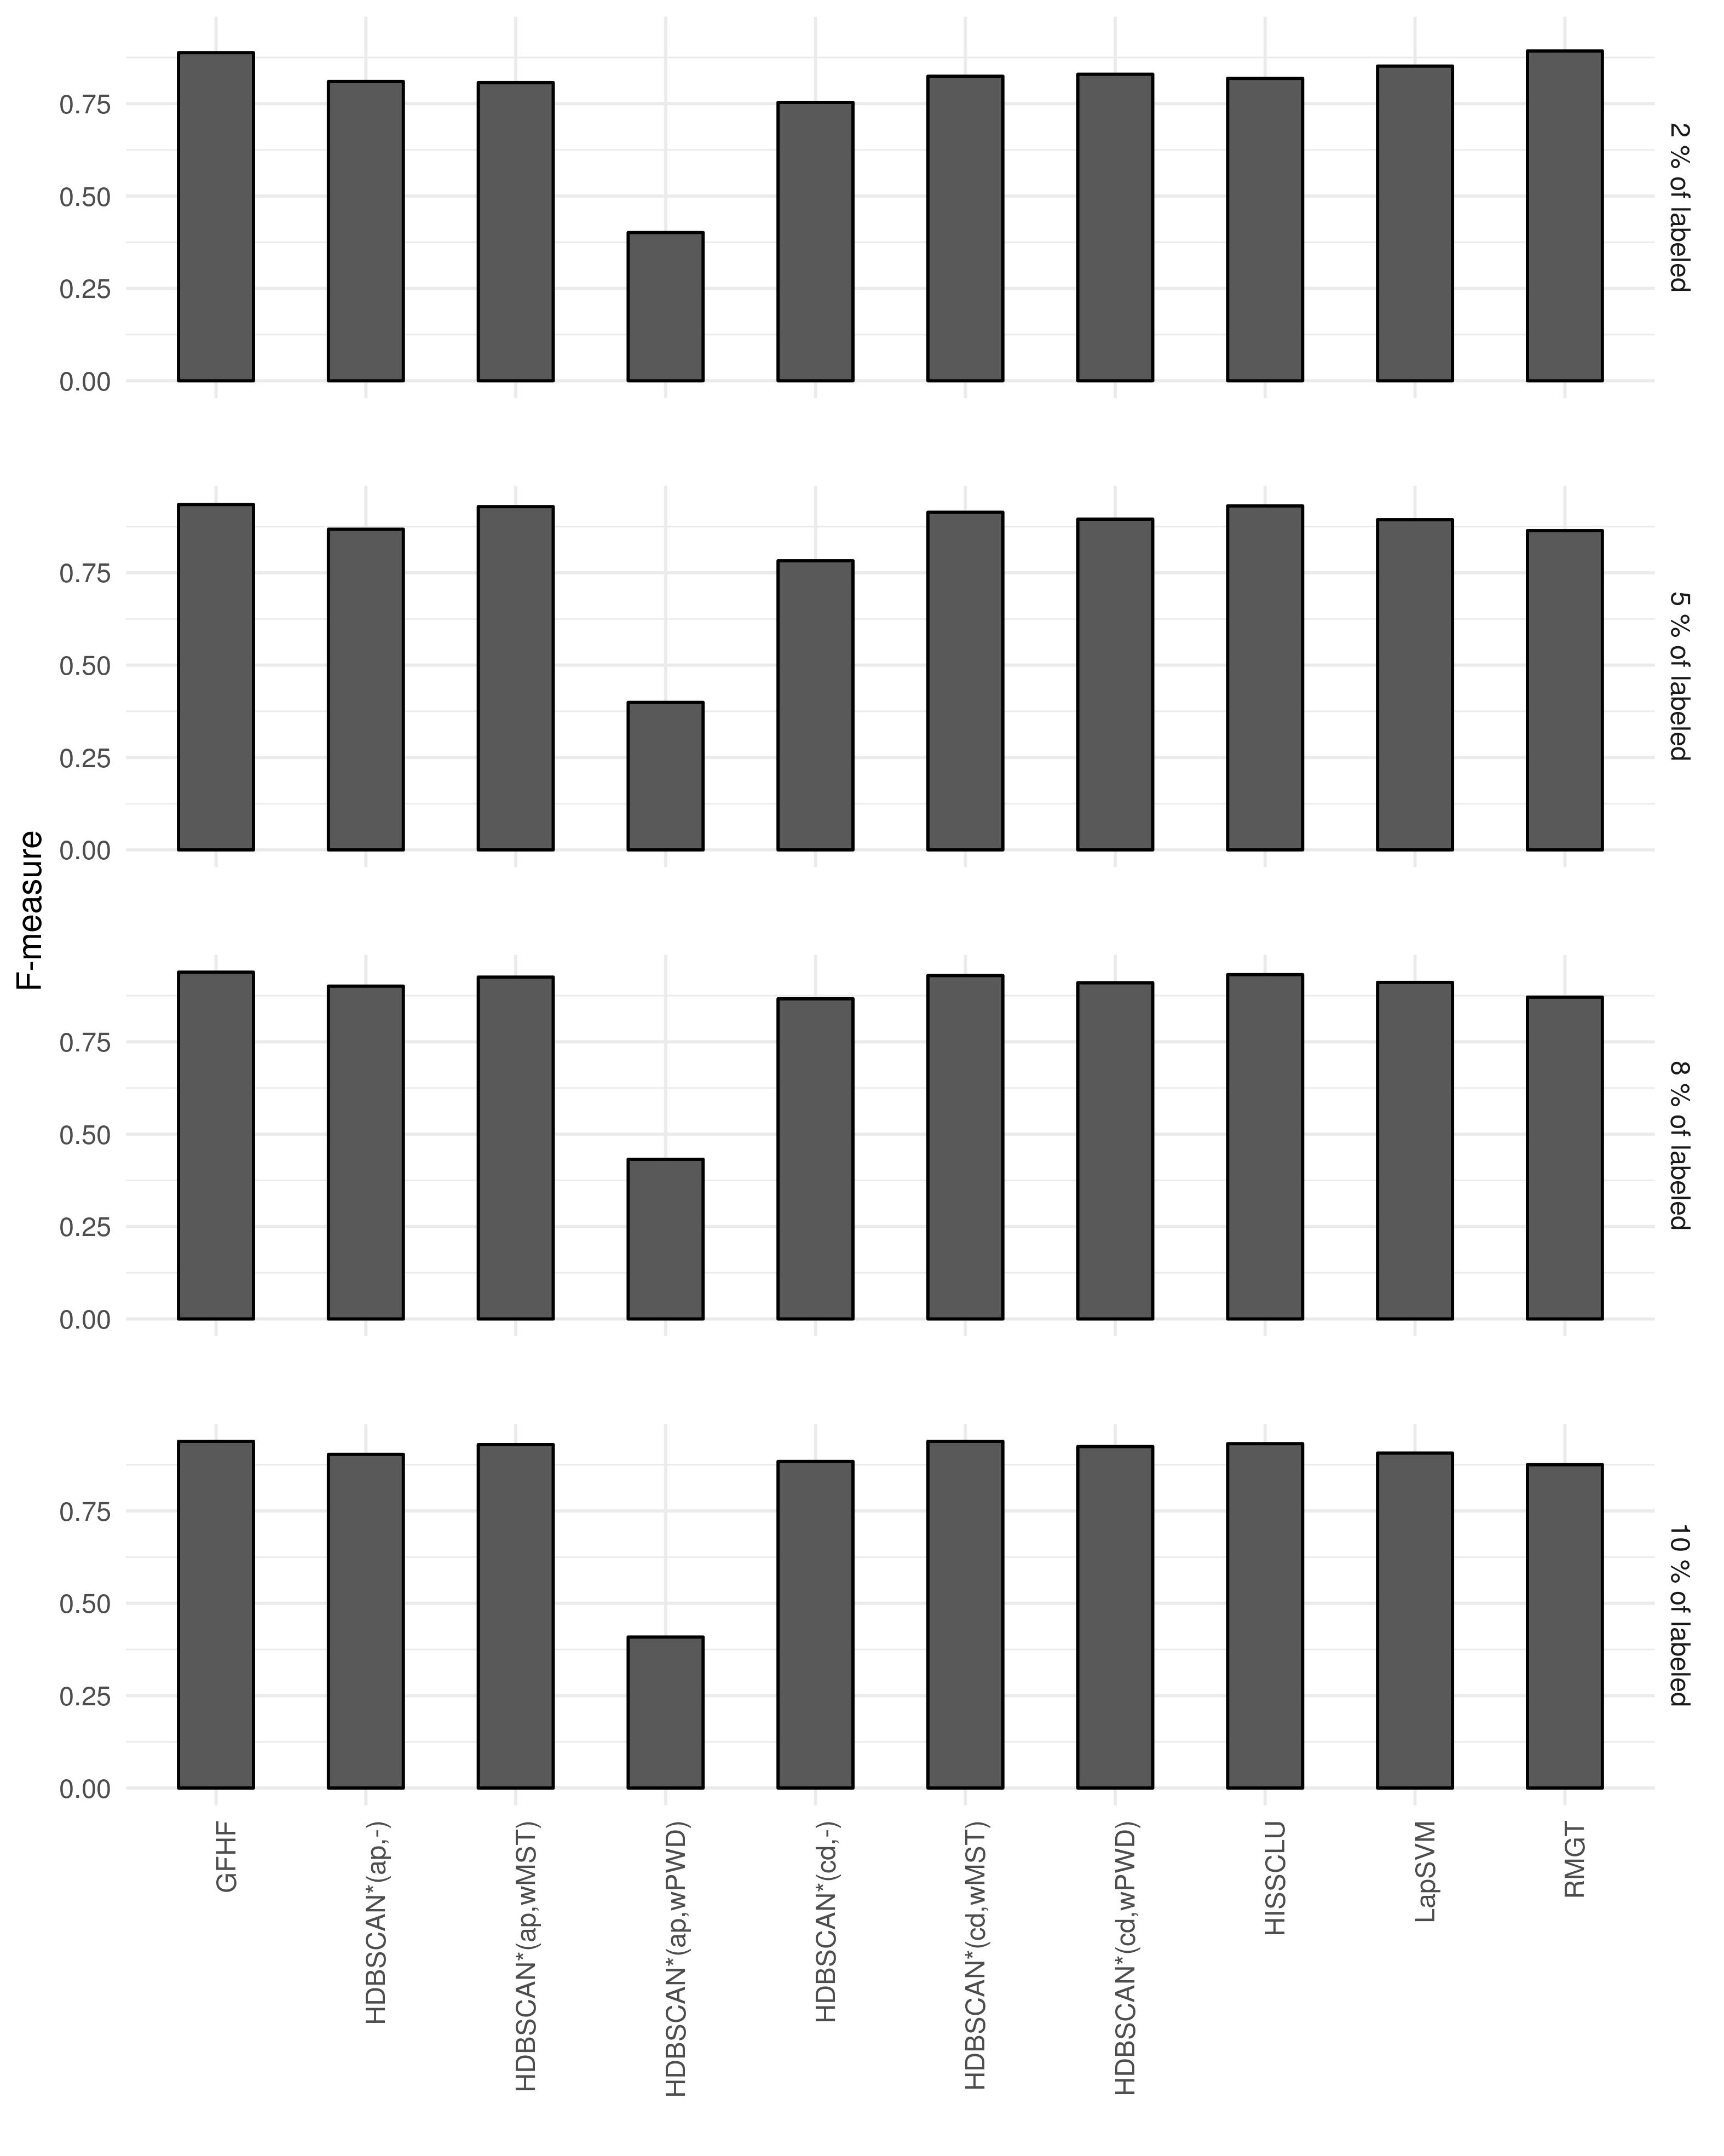 F-measure
0.75
0.50
0.25
0.00
2 % of labeled
0.75
0.50
0.25
0.00
5 % of labeled
0.75
0.50
0.25
0.00
8 % of labeled
0.75
0.50
0.25
0.00
10 % of labeled
GFHF
HDBSCAN*(ap,-)
HDBSCAN*(ap,wMST)
HDBSCAN*(ap,wPWD)
HDBSCAN*(cd,-)
HDBSCAN*(cd,wMST)
HDBSCAN*(cd,wPWD)
HISSCLU
LapSVM
RMGT